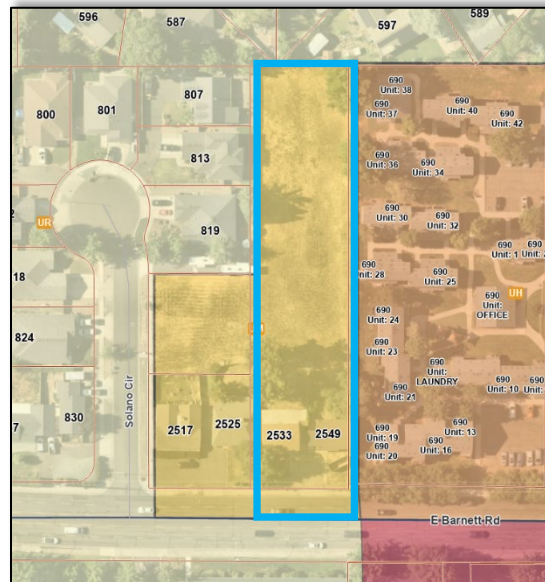 596
587
597
589
800
801
807
813
819
UR
18
824
830
7
Solano Cir
2517
2525
2533
2549
E Barnett Rd
690
Unit: 38
690
Unit: 37
690
Unit: 40
690
Unit: 42
690
Unit: 36
690
Unit: 34
690
Unit: 30
690
Unit: 32
690
Unit: 28
690
Unit: 25
690
Unit: 1
690
Unit:
OFFICE
UH
690
Unit: 24
690
Unit: 23
690
Unit:
LAUNDRY
690
Unit: 21
690
Unit: 10
690
Unit: 19
690
Unit: 20
690
Unit: 16
690
Unit: 13